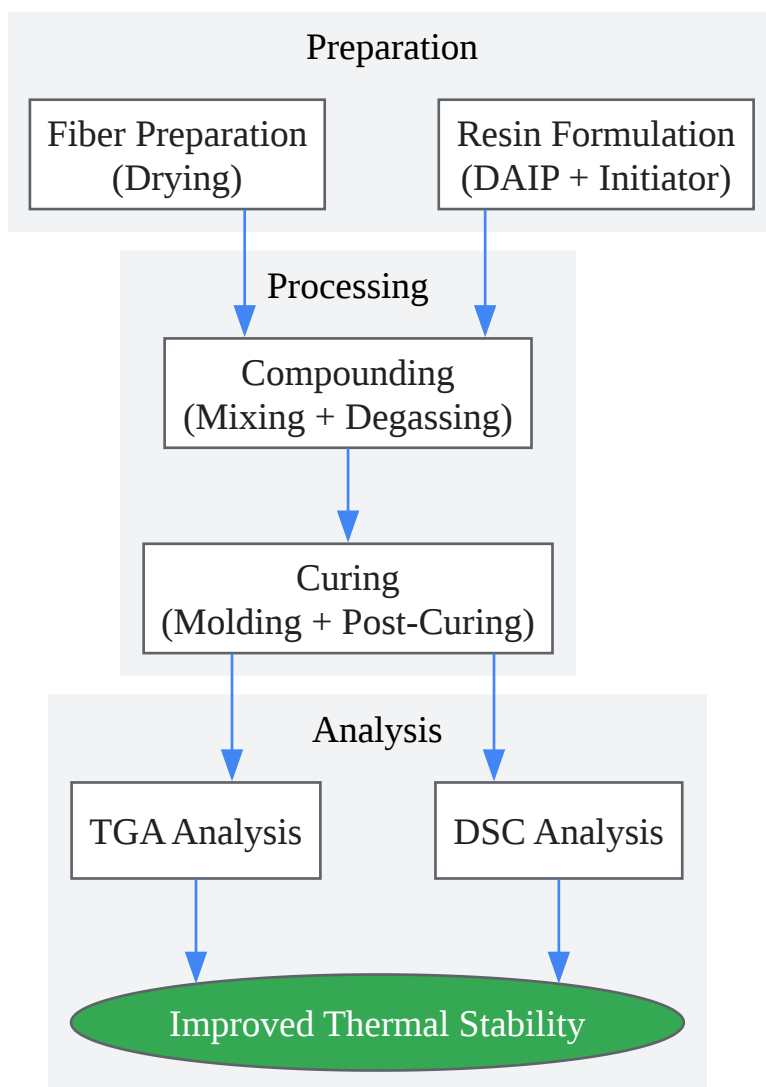 Preparation
Fiber Preparation
(Drying)
Resin Formulation
(DAIP + Initiator)
Processing
Compounding
(Mixing + Degassing)
Curing
(Molding + Post-Curing)
Analysis
TGA Analysis
DSC Analysis
Improved Thermal Stability